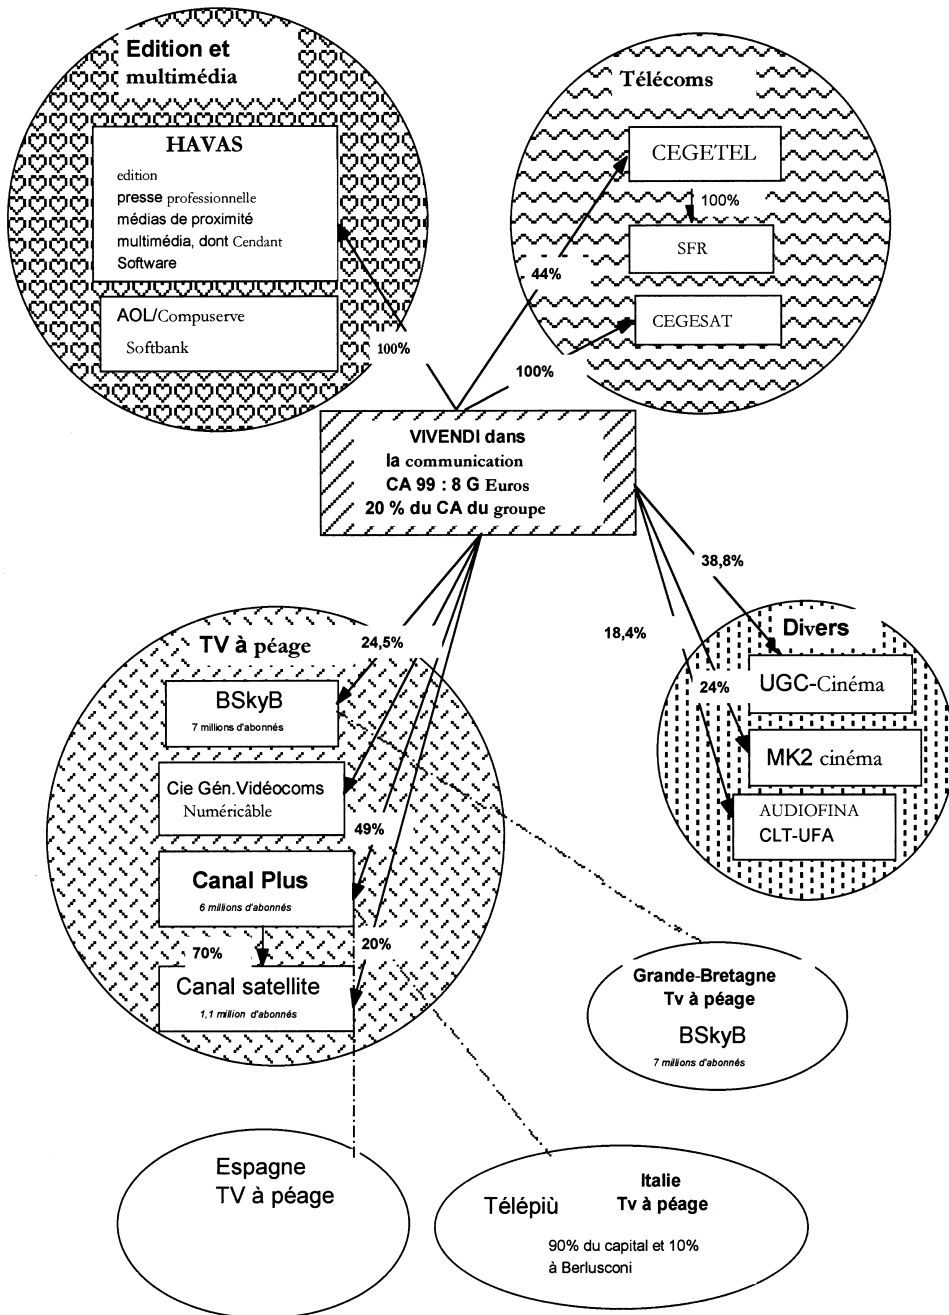 Edition et
multimédia
HAVAS
edition
presse professionnelle
médias de proximité
multimédia, dont Cendant
Software
AOL/Compuserve
Softbank
100%
Télécoms
CEGETEL
100%
SFR
44%
CEGESAT
100%
VIVENDI dans
la communication
CA 99 : 8 G Euros
20 % du CA du groupe
38,8%
18,4%
24%
Divers
UGC-Cinéma
MK2 cinéma
AUDIOFINA
CLT-UFA
TV à péage
24,5%
BSkyB
7 millions d'abonnés
Cie Gén.Vidéocoms
Numéricâble
49%
Canal Plus
6 millions d'abonnés
70%
20%
Canal satellite
1,1 million d'abonnés
Grande-Bretagne
Tv à péage
BSkyB
7 millions d'abonnés
Espagne
TV à péage
Télépiù
Italie
Tv à péage
90% du capital et 10%
à Berlusconi